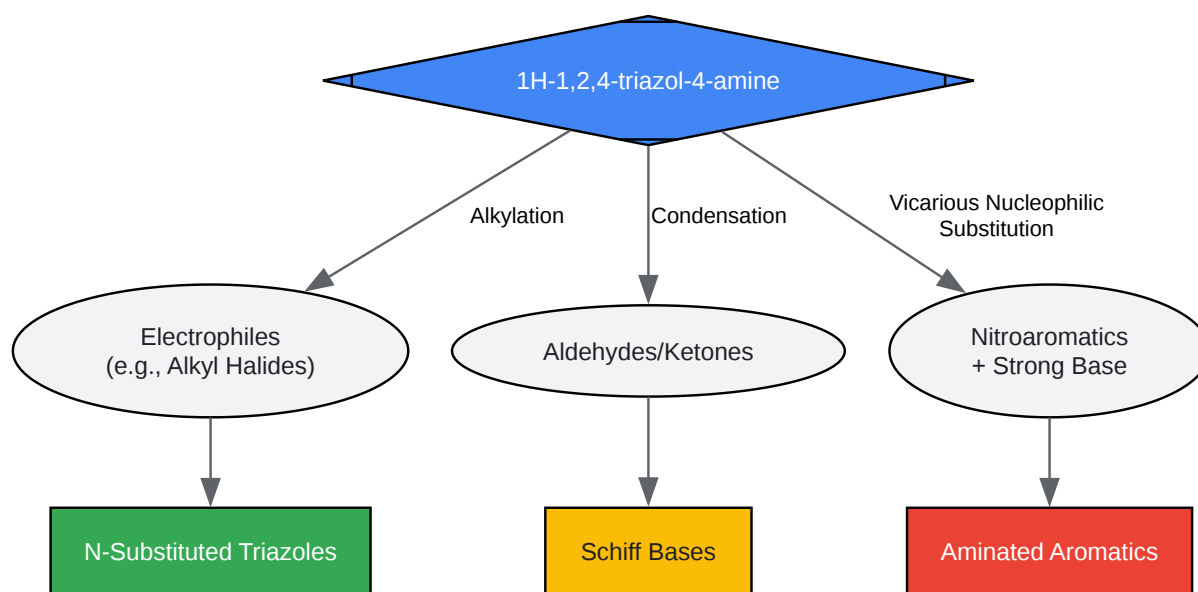 1H-1,2,4-triazol-4-amine
Alkylation
Condensation
Vicarious Nucleophilic
Substitution
Electrophiles
(e.g., Alkyl Halides)
Aldehydes/Ketones
Nitroaromatics
+ Strong Base
N-Substituted Triazoles
Schiff Bases
Aminated Aromatics